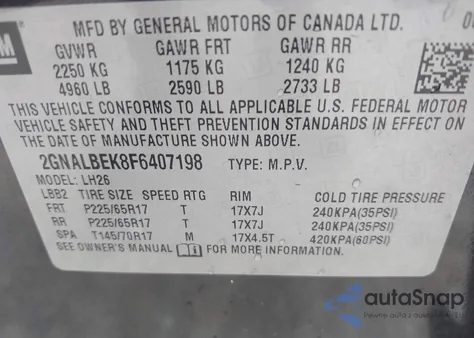 GM
MFD BY GENERAL MOTORS OF CANADA LTD.
GVWR GAWR FRT GAWR RR
2250 KG 1175 KG 1240 KG
4960 LB 2590 LB 2733 LB
THIS VEHICLE CONFORMS TO ALL APPLICABLE U.S. FEDERAL MOTOR
VEHICLE SAFETY AND THEFT PREVENTION STANDARDS IN EFFECT ON
THE DATE OF MANUFACTURE SHOWN ABOVE.
2GNALBEK8F6407198 TYPE: M.P.V.
MODEL: LH26
LBB2 TIRE SIZE SPEED RTG RIM COLD TIRE PRESSURE
FRT P225/65R17 T 17X7J 240KPA(35PSI)
RR P225/65R17 T 17X7J 240KPA(35PSI)
SPA T145/70R17 M 17X4.5T 420KPA(60PSI)
SEE OWNER'S MANUAL FOR MORE INFORMATION.
autoSnap